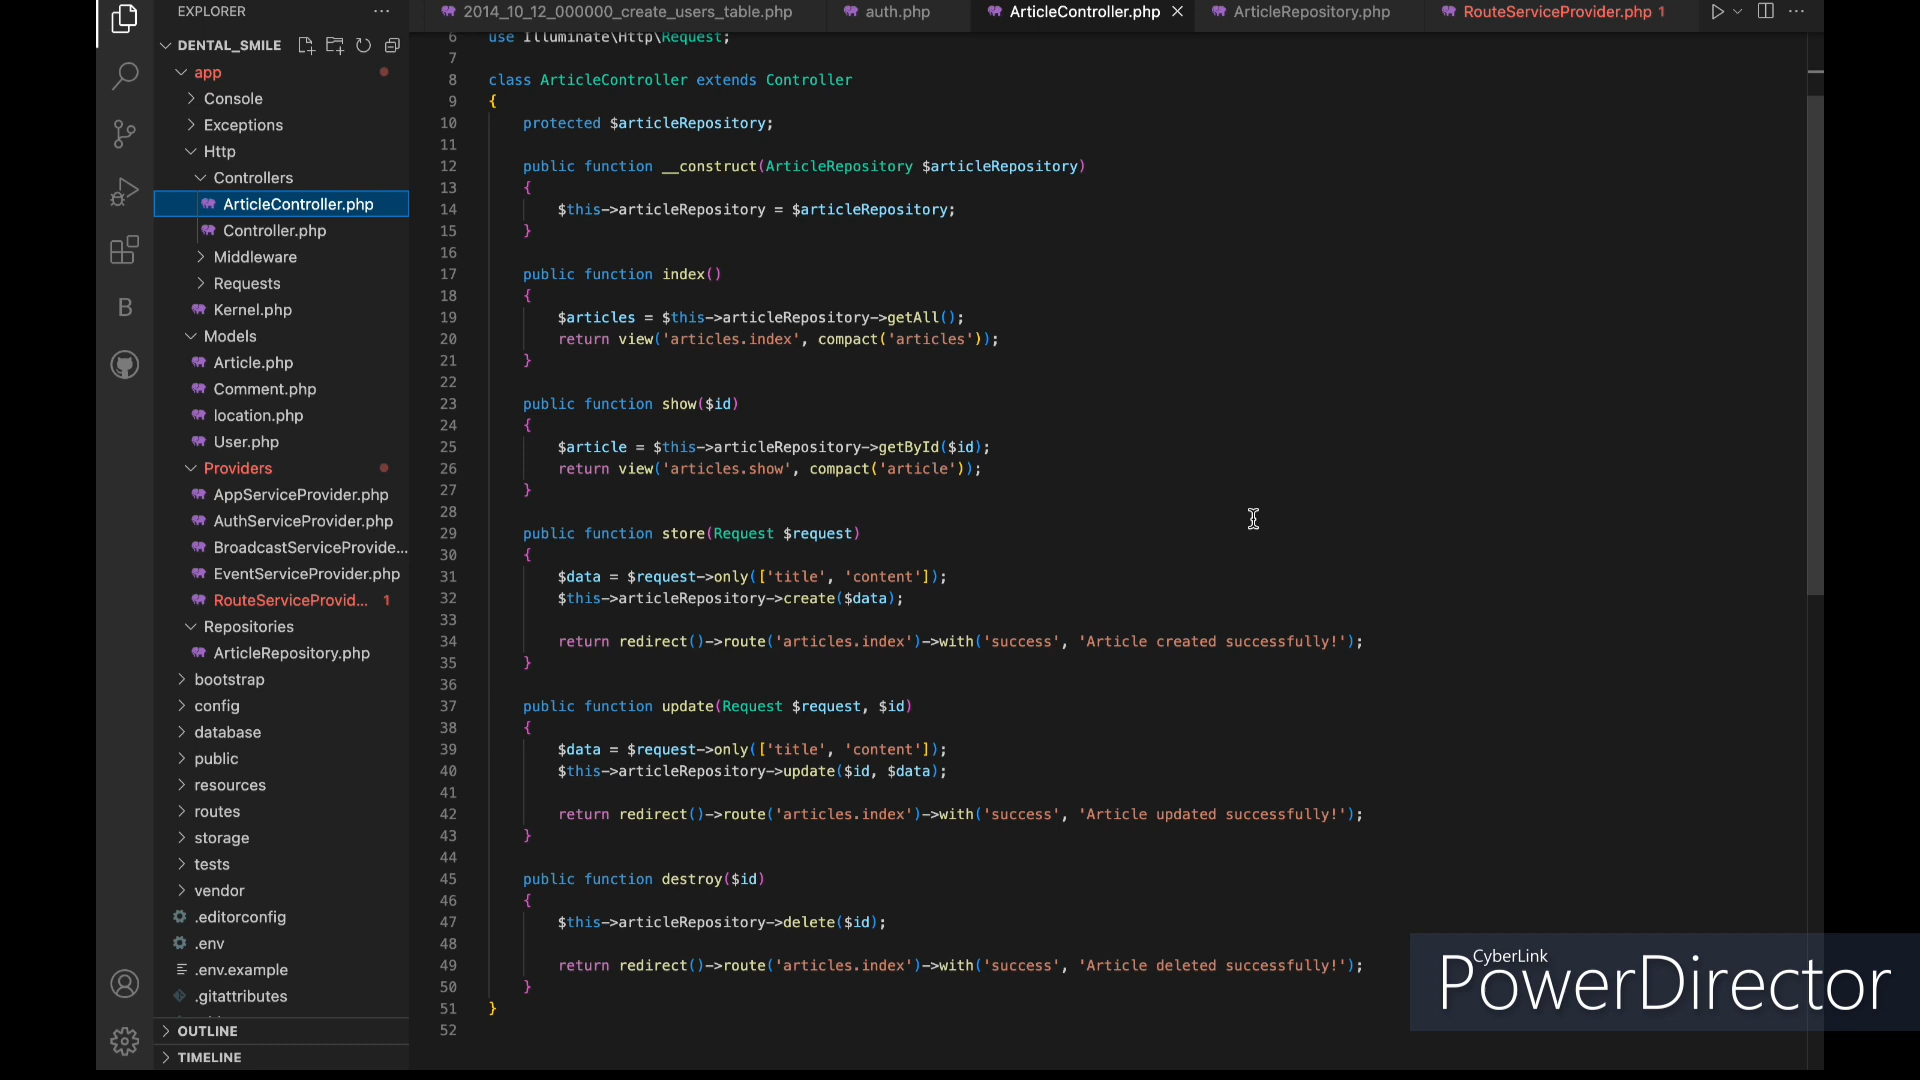 EXPLORER
DENTAL_SMILE
app
Console
Exceptions
Http
Controllers
ArticleController.php
Controller.php
Middleware
Requests
Kernel.php
Models
Article.php
Comment.php
location.php
User.php
Providers
AppServiceProvider.php
AuthServiceProvider.php
BroadcastServiceProvide...
EventServiceProvider.php
RouteServiceProvid... 1
Repositories
ArticleRepository.php
bootstrap
config
database
public
resources
routes
storage
tests
vendor
.editorconfig
.env
.env.example
.gitattributes
OUTLINE
TIMELINE
2014_10_12_000000_create_users_table.php
auth.php
ArticleController.php
ArticleRepository.php
RouteServiceProvider.php 1
6 use Illuminate\Http\Request;
7
8 class ArticleController extends Controller
9 {
10 protected $articleRepository;
11
12 public function __construct(ArticleRepository $articleRepository)
13 {
14 $this->articleRepository = $articleRepository;
15 }
16
17 public function index()
18 {
19 $articles = $this->articleRepository->getAll();
20 return view('articles.index', compact('articles'));
21 }
22
23 public function show($id)
24 {
25 $article = $this->articleRepository->getById($id);
26 return view('articles.show', compact('article'));
27 }
28
29 public function store(Request $request)
30 {
31 $data = $request->only(['title', 'content']);
32 $this->articleRepository->create($data);
33
34 return redirect()->route('articles.index')->with('success', 'Article created successfully!');
35 }
36
37 public function update(Request $request, $id)
38 {
39 $data = $request->only(['title', 'content']);
40 $this->articleRepository->update($id, $data);
41
42 return redirect()->route('articles.index')->with('success', 'Article updated successfully!');
43 }
44
45 public function destroy($id)
46 {
47 $this->articleRepository->delete($id);
48
49 return redirect()->route('articles.index')->with('success', 'Article deleted successfully!');
50 }
51 }
52
CyberLink
PowerDirector